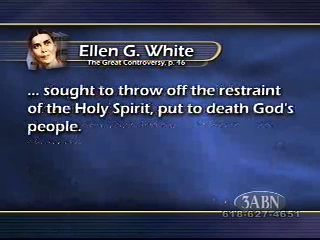 Ellen G. White
The Great Controversy, p. 46
... sought to throw off the restraint
of the Holy Spirit, put to death God's
people.
3ABN
618-627-4651